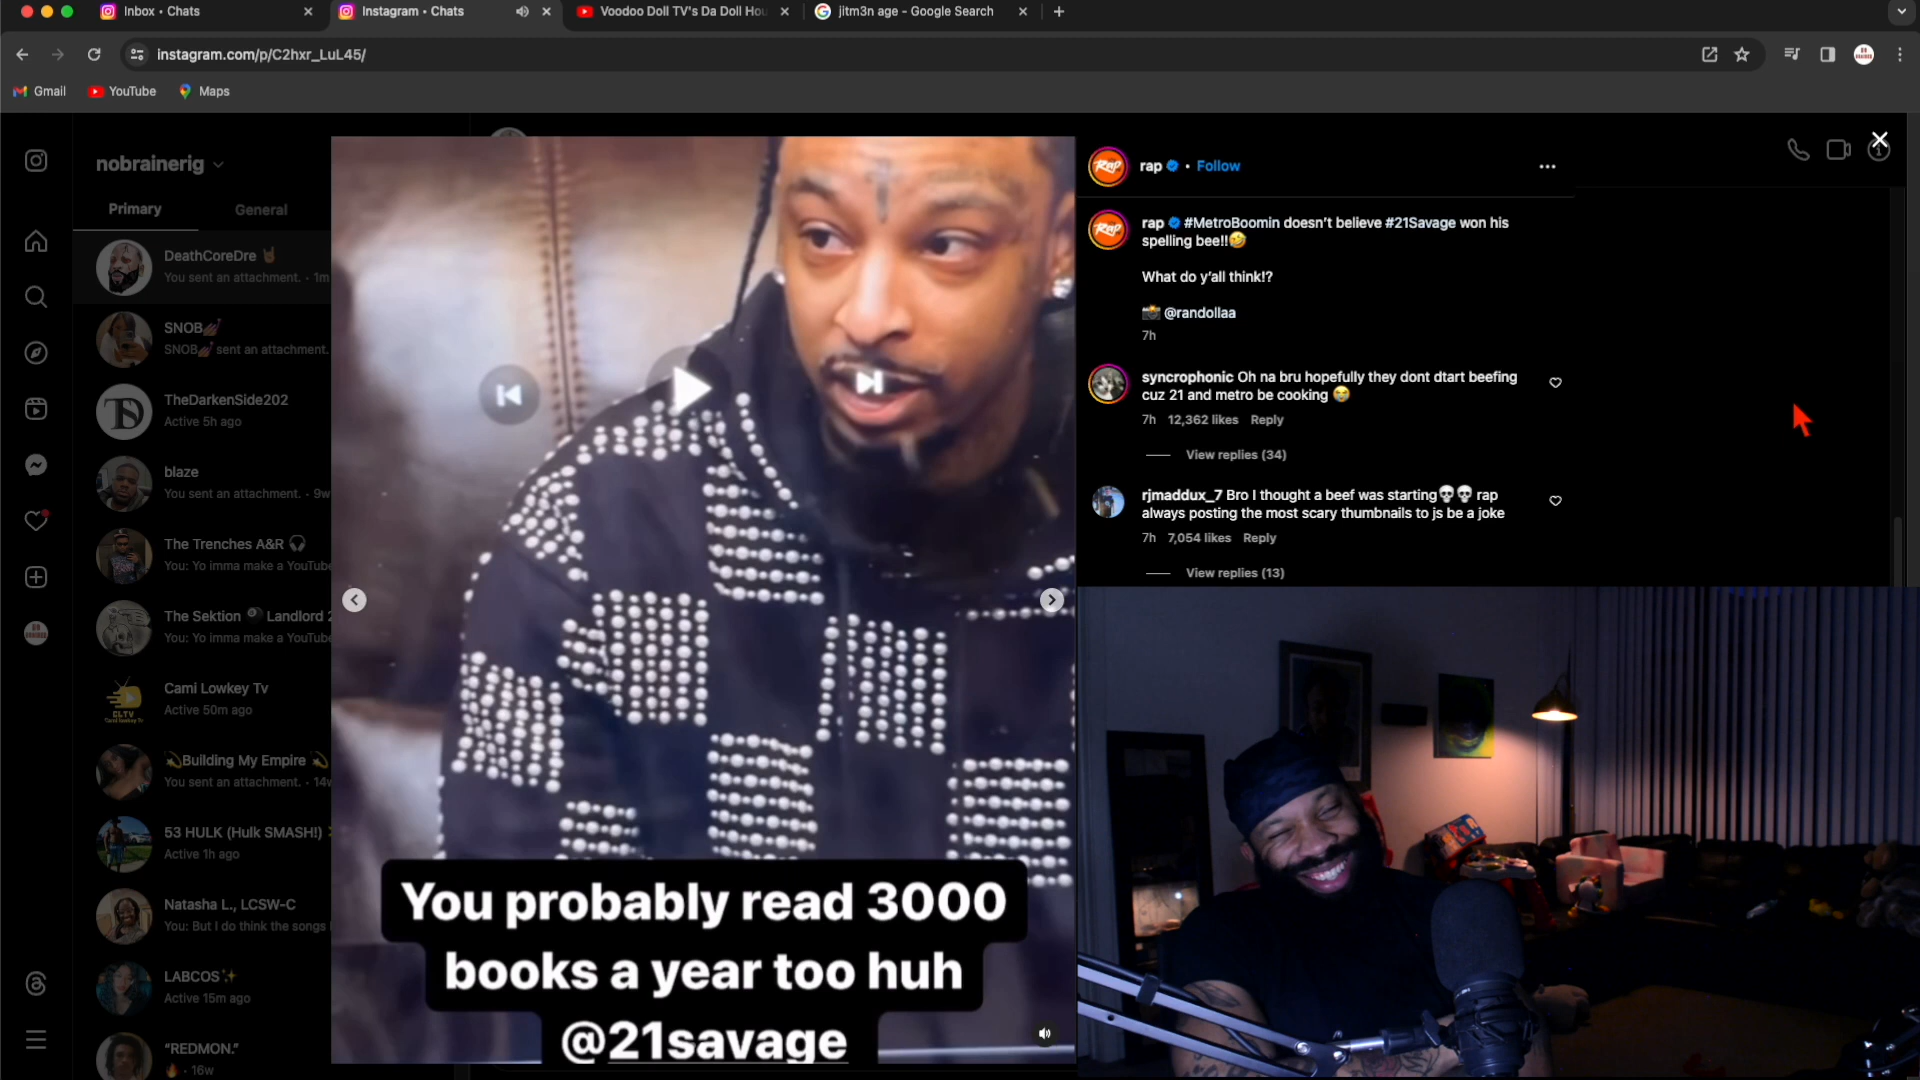 Inbox • Chats
Instagram • Chats
Voodoo Doll TV's Da Doll Hou
jitm3n age - Google Search
instagram.com/p/C2hxr_LuL45/
Gmail
YouTube
Maps
nobrainerig
Primary
General
DeathCoreDre 🤘🏾
You sent an attachment. · 1m
SNOB💅🏾
SNOB💅🏾 sent an attachment.
TheDarkenSide202
Active 5h ago
blaze
You sent an attachment. · 9w
The Trenches A&R 🎧
You: Yo imma make a YouTube
The Sektion 🎱 Landlord 2
You: Yo imma make a YouTube
Cami Lowkey Tv
Active 50m ago
💫Building My Empire 💫
You sent an attachment. · 14w
53 HULK (Hulk SMASH!)
Active 1h ago
Natasha L., LCSW-C
You: But I do think the songs
LABCOS✨
Active 15m ago
“REDMON.”
🔥 · 16w
You probably read 3000
books a year too huh
@21savage
Rap
rap • Follow
Rap
rap #MetroBoomin doesn’t believe #21Savage won his
spelling bee!!🤣
What do y’all think!?
📸 @randollaa
7h
syncrophonic Oh na bru hopefully they dont dtart beefing
cuz 21 and metro be cooking 😭
7h 12,362 likes Reply
View replies (34)
rjmaddux_7 Bro I thought a beef was starting💀💀 rap
always posting the most scary thumbnails to js be a joke
7h 7,054 likes Reply
View replies (13)